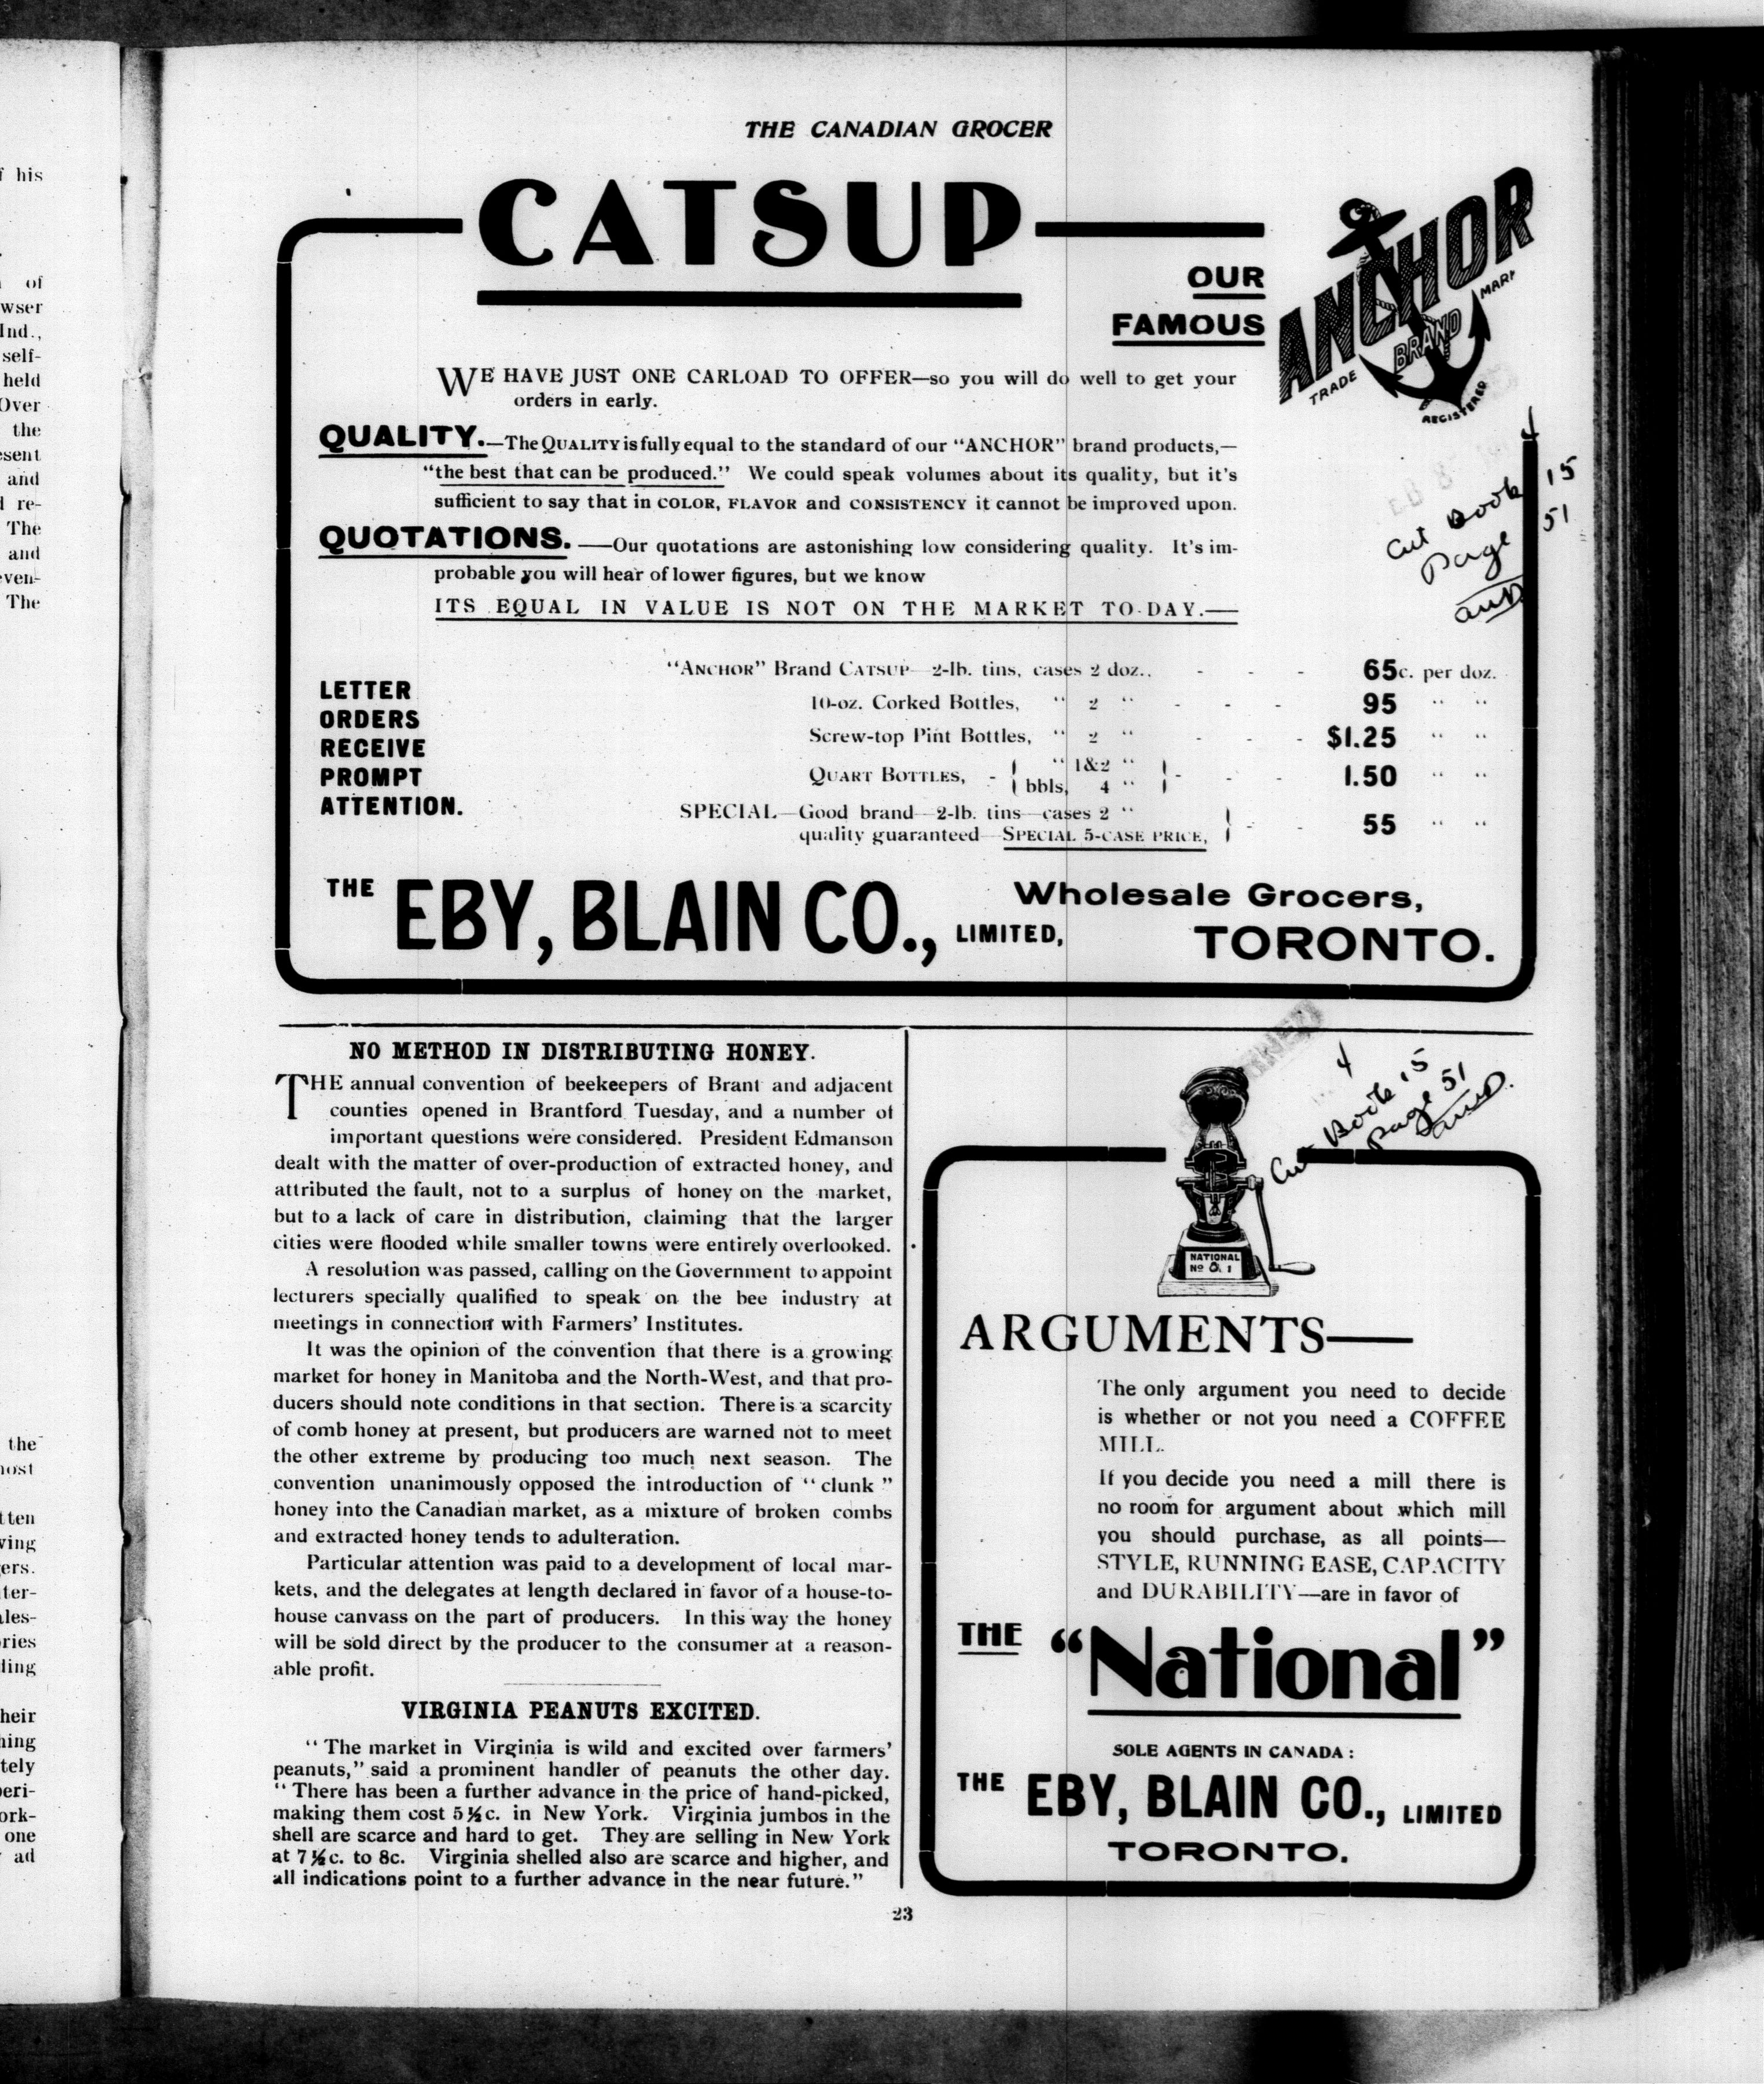 THE CANADIAN GROCER
CATSUP
OUR
FAMOUS
ANCHOR
BRAND
TRADE MARK
REGISTERED
WE HAVE JUST ONE CARLOAD TO OFFER—so you will do well to get your
orders in early.
QUALITY.—The QUALITY is fully equal to the standard of our "ANCHOR" brand products,—
"the best that can be produced." We could speak volumes about its quality, but it's
sufficient to say that in COLOR, FLAVOR and CONSISTENCY it cannot be improved upon.
QUOTATIONS.—Our quotations are astonishing low considering quality. It's im-
probable you will hear of lower figures, but we know
ITS EQUAL IN VALUE IS NOT ON THE MARKET TO-DAY.—
Cut Book 15
Page 51
LETTER
ORDERS
RECEIVE
PROMPT
ATTENTION.
"ANCHOR" Brand CATSUP—2-lb. tins, cases 2 doz.. - - - 65c. per doz.
10-oz. Corked Bottles, " 2 " - - - 95 " "
Screw-top Pint Bottles, " 2 " - - - $1.25 " "
QUART BOTTLES, - { " 1&2 " } - - - 1.50 " "
{ bbls, 4 " }
SPECIAL—Good brand—2-lb. tins—cases 2 " } - - 55 " "
quality guaranteed—SPECIAL 5-CASE PRICE,
THE EBY, BLAIN CO., LIMITED, Wholesale Grocers,
TORONTO.
NO METHOD IN DISTRIBUTING HONEY.
THE annual convention of beekeepers of Brant and adjacent
counties opened in Brantford Tuesday, and a number of
important questions were considered. President Edmanson
dealt with the matter of over-production of extracted honey, and
attributed the fault, not to a surplus of honey on the market,
but to a lack of care in distribution, claiming that the larger
cities were flooded while smaller towns were entirely overlooked.
A resolution was passed, calling on the Government to appoint
lecturers specially qualified to speak on the bee industry at
meetings in connection with Farmers' Institutes.
It was the opinion of the convention that there is a growing
market for honey in Manitoba and the North-West, and that pro-
ducers should note conditions in that section. There is a scarcity
of comb honey at present, but producers are warned not to meet
the other extreme by producing too much next season. The
convention unanimously opposed the introduction of "clunk"
honey into the Canadian market, as a mixture of broken combs
and extracted honey tends to adulteration.
Particular attention was paid to a development of local mar-
kets, and the delegates at length declared in favor of a house-to-
house canvass on the part of producers. In this way the honey
will be sold direct by the producer to the consumer at a reason-
able profit.
VIRGINIA PEANUTS EXCITED.
"The market in Virginia is wild and excited over farmers'
peanuts," said a prominent handler of peanuts the other day.
"There has been a further advance in the price of hand-picked,
making them cost 5½c. in New York. Virginia jumbos in the
shell are scarce and hard to get. They are selling in New York
at 7½c. to 8c. Virginia shelled also are scarce and higher, and
all indications point to a further advance in the near future."
4
Cut Book 15
page 51
NATIONAL
No 0.1
ARGUMENTS—
The only argument you need to decide
is whether or not you need a COFFEE
MILL.
If you decide you need a mill there is
no room for argument about which mill
you should purchase, as all points—
STYLE, RUNNING EASE, CAPACITY
and DURABILITY—are in favor of
THE "National"
SOLE AGENTS IN CANADA:
THE EBY, BLAIN CO., LIMITED
TORONTO.
23